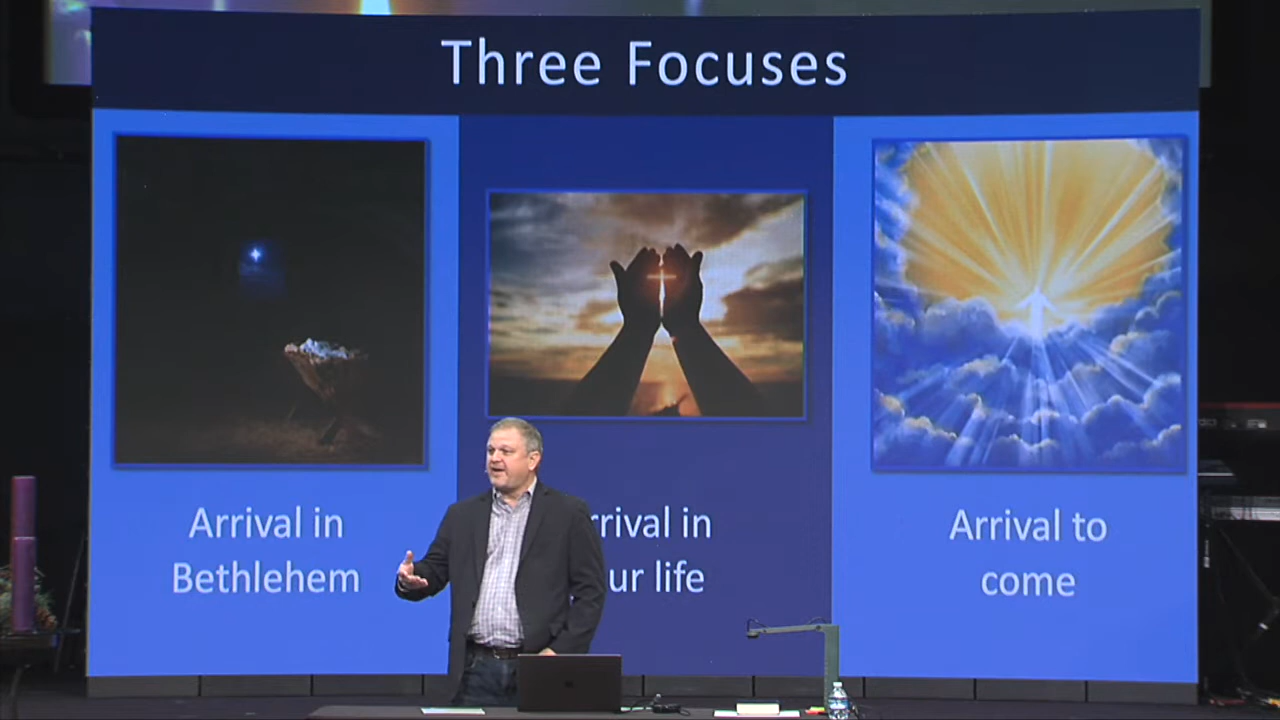 Three Focuses
Arrival in
Bethlehem
rrival in
ur life
Arrival to
come